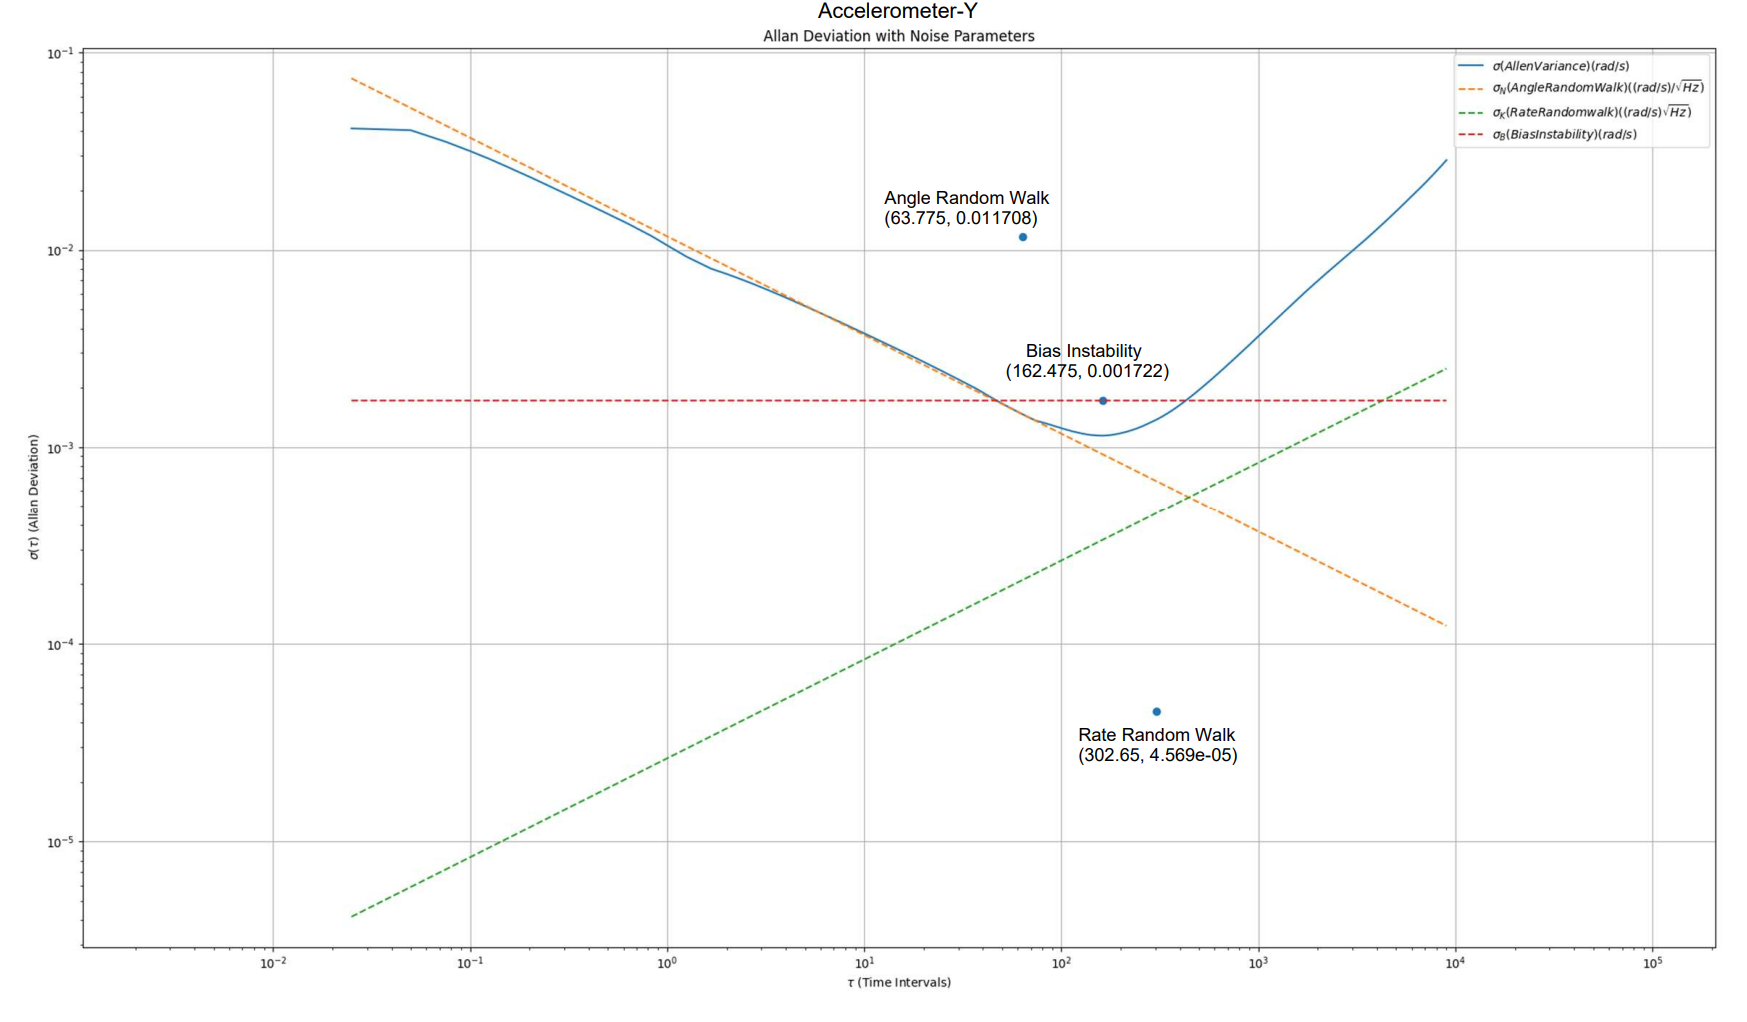 Accelerometer-Y
Allan Deviation with Noise Parameters
σ(AllenVariance)(rad/s)
σ_N(AngleRandomWalk)((rad/s)/√Hz)
σ_K(RateRandomwalk)((rad/s)√Hz)
σ_B(BiasInstability)(rad/s)
Angle Random Walk
(63.775, 0.011708)
Bias Instability
(162.475, 0.001722)
Rate Random Walk
(302.65, 4.569e-05)
σ(τ) (Allan Deviation)
10⁻¹
10⁻²
10⁻³
10⁻⁴
10⁻⁵
10⁻² 10⁻¹ 10⁰ 10¹ 10² 10³ 10⁴ 10⁵
τ (Time Intervals)